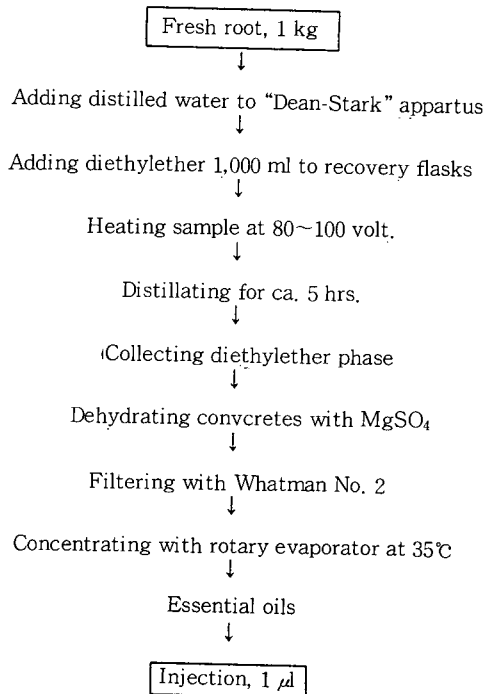 Fresh root, 1 kg
↓
Adding distilled water to “Dean-Stark” appartus
↓
Adding diethylether 1,000 ml to recovery flasks
↓
Heating sample at 80~100 volt.
↓
Distillating for ca. 5 hrs.
↓
Collecting diethylether phase
↓
Dehydrating convcretes with MgSO₄
↓
Filtering with Whatman No. 2
↓
Concentrating with rotary evaporator at 35℃
↓
Essential oils
↓
Injection, 1 μl